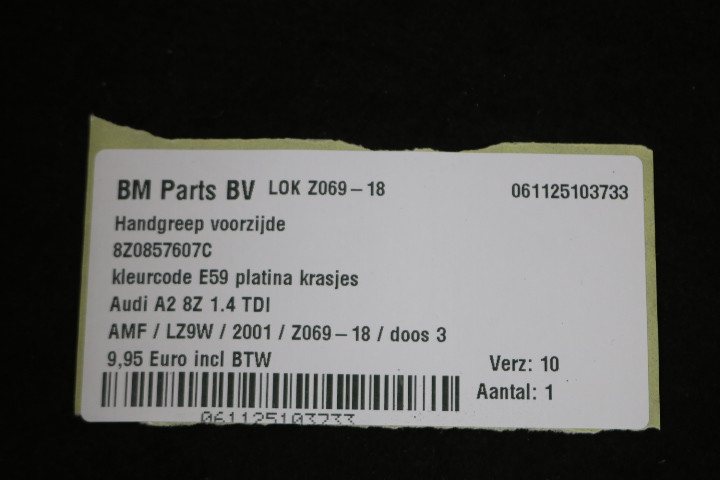 BM Parts BV LOK Z069-18 061125103733
Handgreep voorzijde
8Z0857607C
kleurcode E59 platina krasjes
Audi A2 8Z 1.4 TDI
AMF / LZ9W / 2001 / Z069-18 / doos 3
9,95 Euro incl BTW Verz: 10
Aantal: 1
061125103733